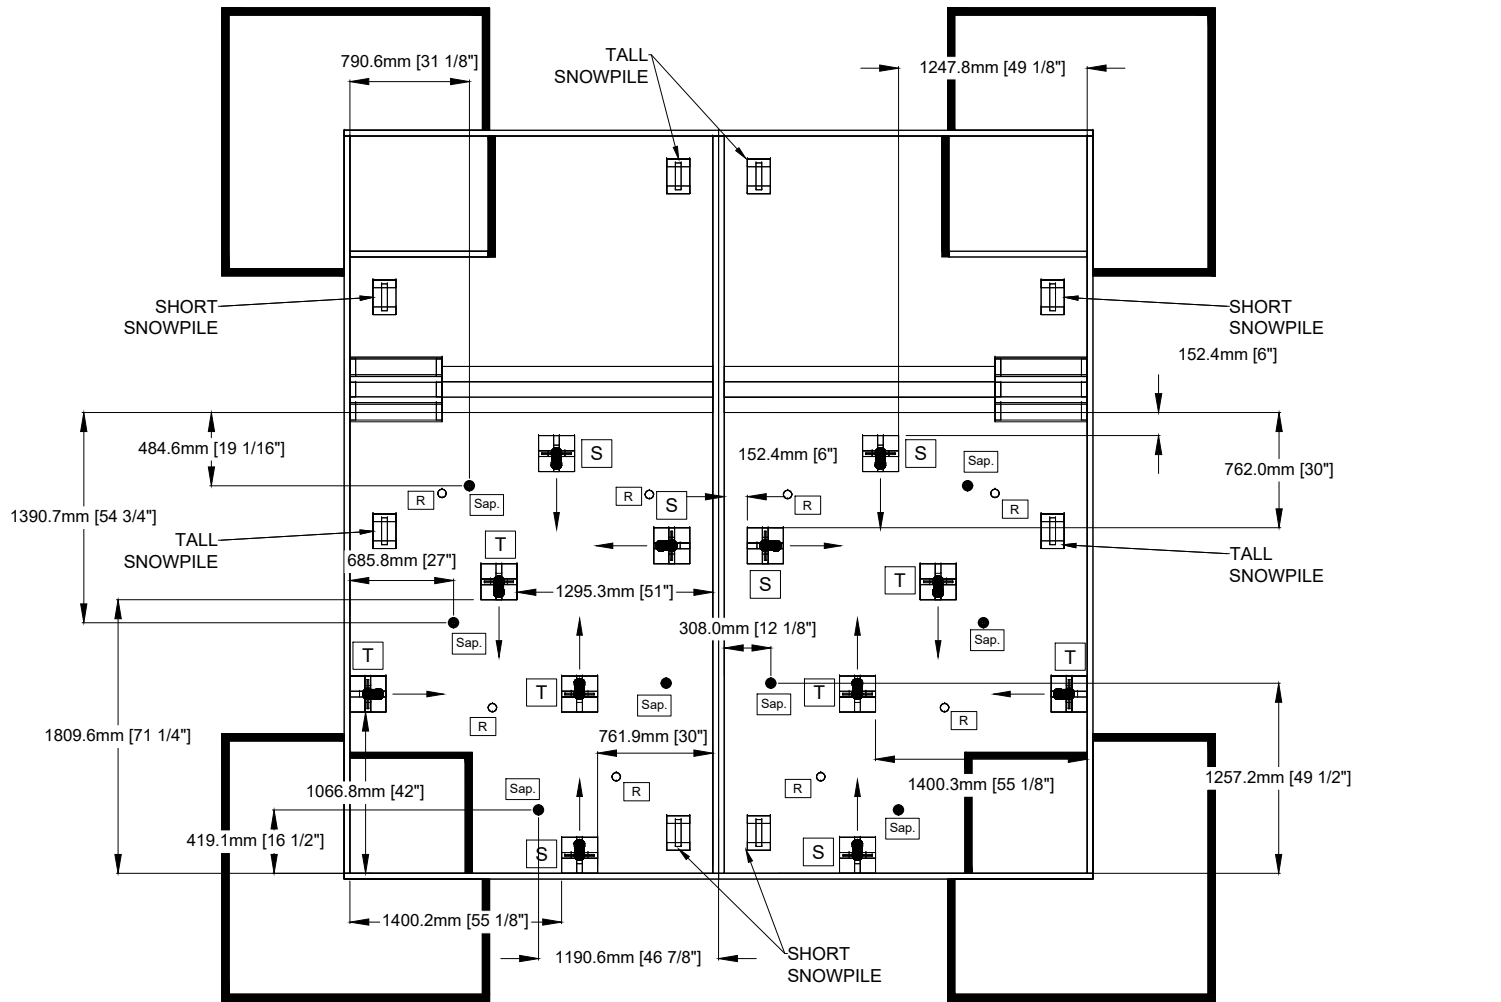 790.6mm [31 1/8"]
TALL
SNOWPILE
1247.8mm [49 1/8"]
SHORT
SNOWPILE
SHORT
SNOWPILE
152.4mm [6"]
484.6mm [19 1/16"]
S
152.4mm [6"]
S
Sap.
762.0mm [30"]
R
Sap.
R
S
R
R
1390.7mm [54 3/4"]
TALL
SNOWPILE
T
685.8mm [27"]
TALL
SNOWPILE
1295.3mm [51"]
S
T
308.0mm [12 1/8"]
Sap.
Sap.
T
T
T
Sap.
Sap.
T
R
R
1809.6mm [71 1/4"]
761.9mm [30"]
1066.8mm [42"]
Sap.
R
R
1400.3mm [55 1/8"]
1257.2mm [49 1/2"]
419.1mm [16 1/2"]
Sap.
S
S
1400.2mm [55 1/8"]
1190.6mm [46 7/8"]
SHORT
SNOWPILE